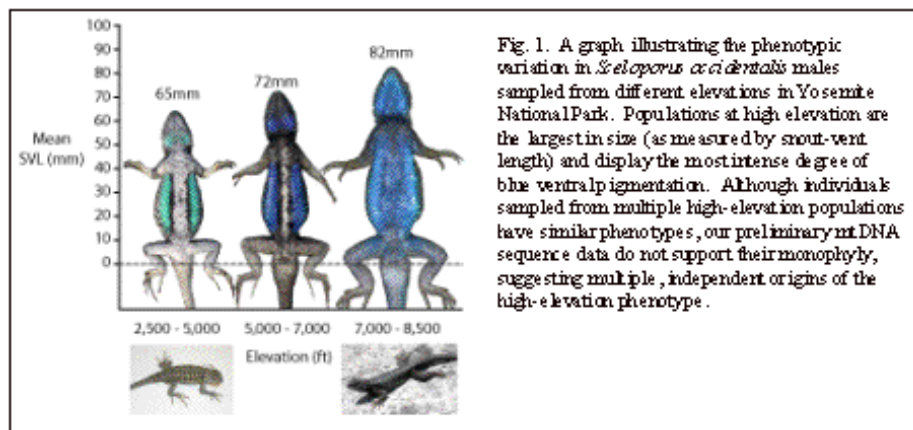 100
90
80
70
60
50
40
30
20
10
0
Mean
SVL (mm)
65mm
72mm
82mm
2,500 - 5,000
5,000 - 7,000
7,000 - 8,500
Elevation (ft)
Fig. 1. A graph illustrating the phenotypic
variation in Sceloporus occidentalis males
sampled from different elevations in Yosemite
National Park. Populations at high elevation are
the largest in size (as measured by snout-vent
length) and display the most intense degree of
blue ventral pigmentation. Although individuals
sampled from multiple high-elevation populations
have similar phenotypes, our preliminary mtDNA
sequence data do not support their monophyly,
suggesting multiple, independent origins of the
high-elevation phenotype.